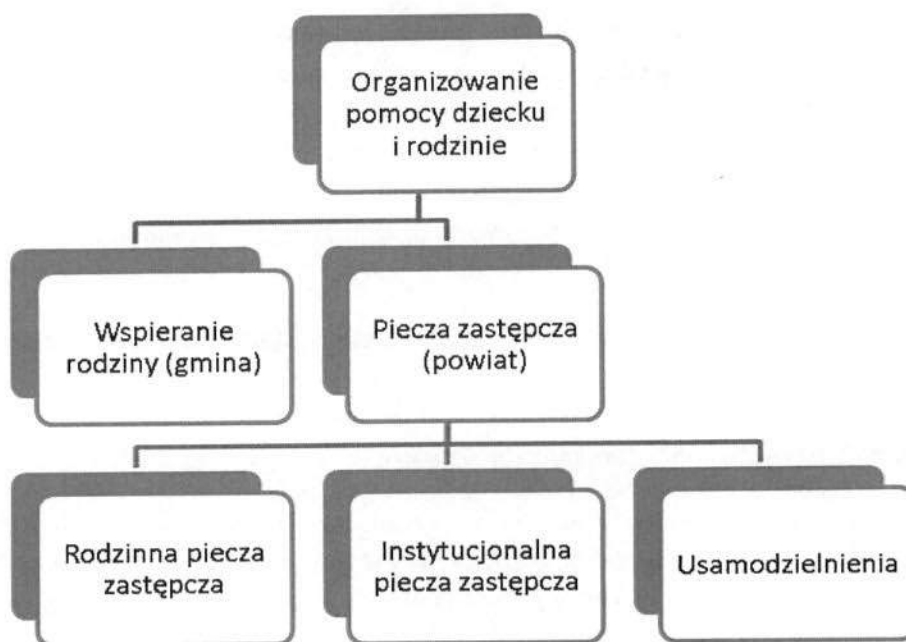 Organizowanie
pomocy dziecku
i rodzinie
Wspieranie
rodziny (gmina)
Piecza zastępcza
(powiat)
Rodzinna piecza
zastępcza
Instytucjonalna
piecza zastępcza
Usamodzielnienia